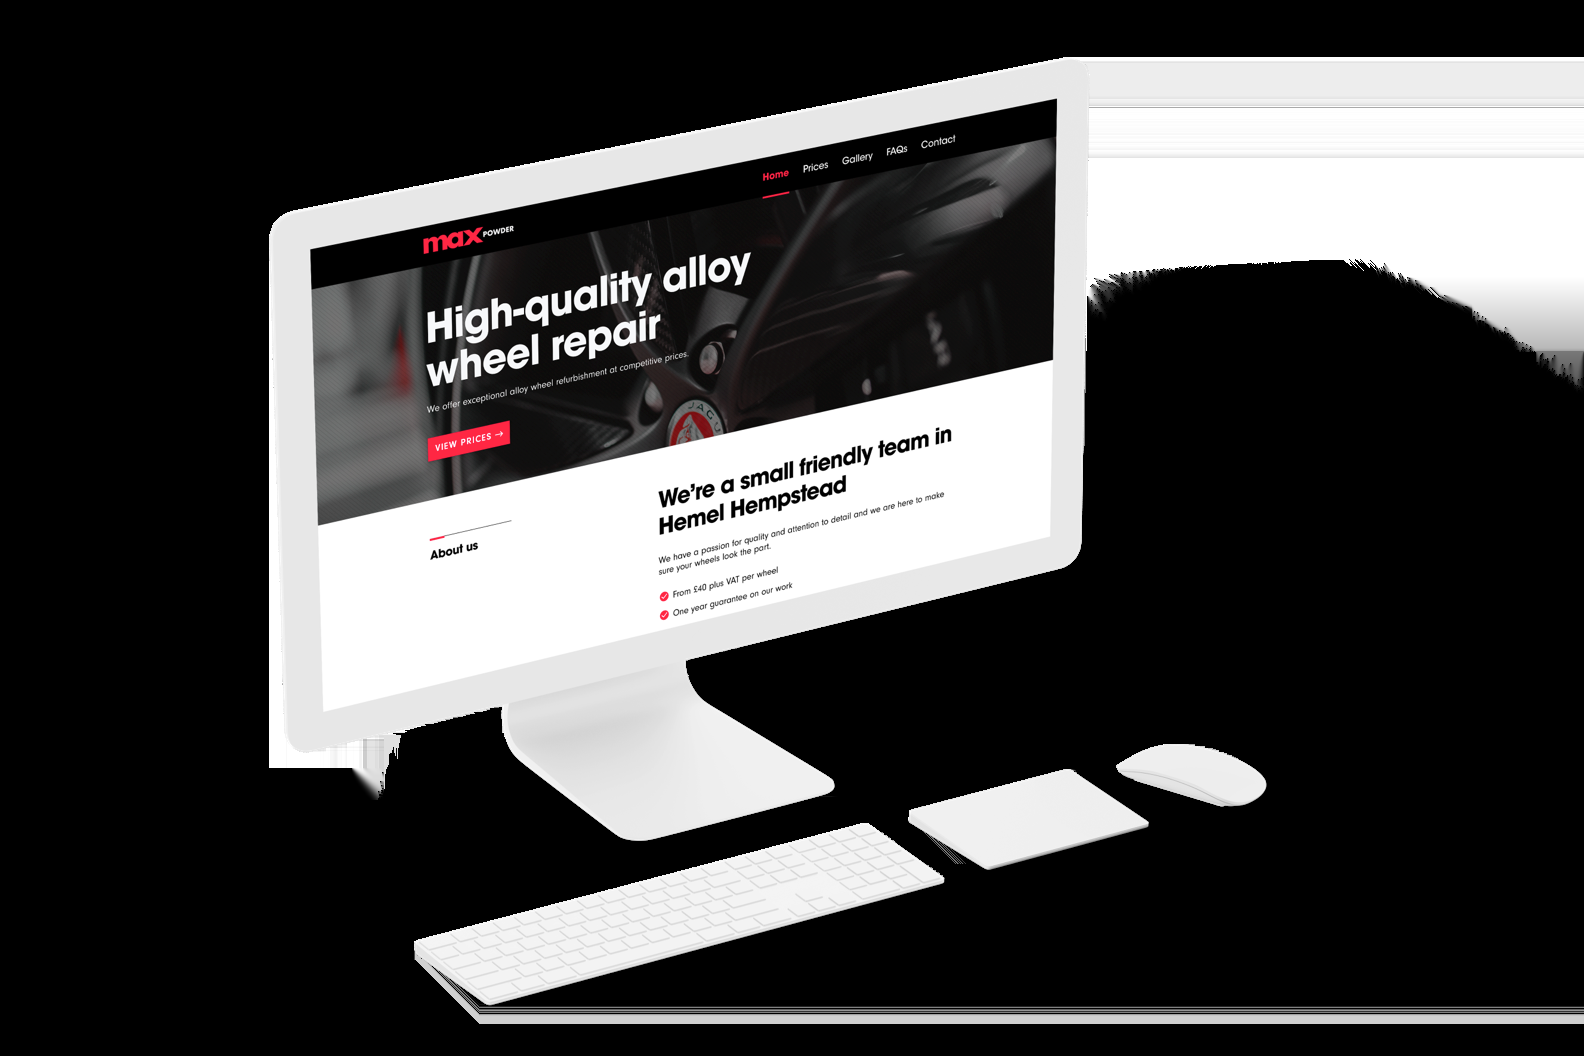 max POWDER
Home Prices Gallery FAQs Contact
High-quality alloy
wheel repair
We offer exceptional alloy wheel refurbishment at competitive prices.
VIEW PRICES →
JAGU
About us
We're a small friendly team in
Hemel Hempstead
We have a passion for quality and attention to detail and we are here to make
sure your wheels look the part.
From £40 plus VAT per wheel
One year guarantee on our work